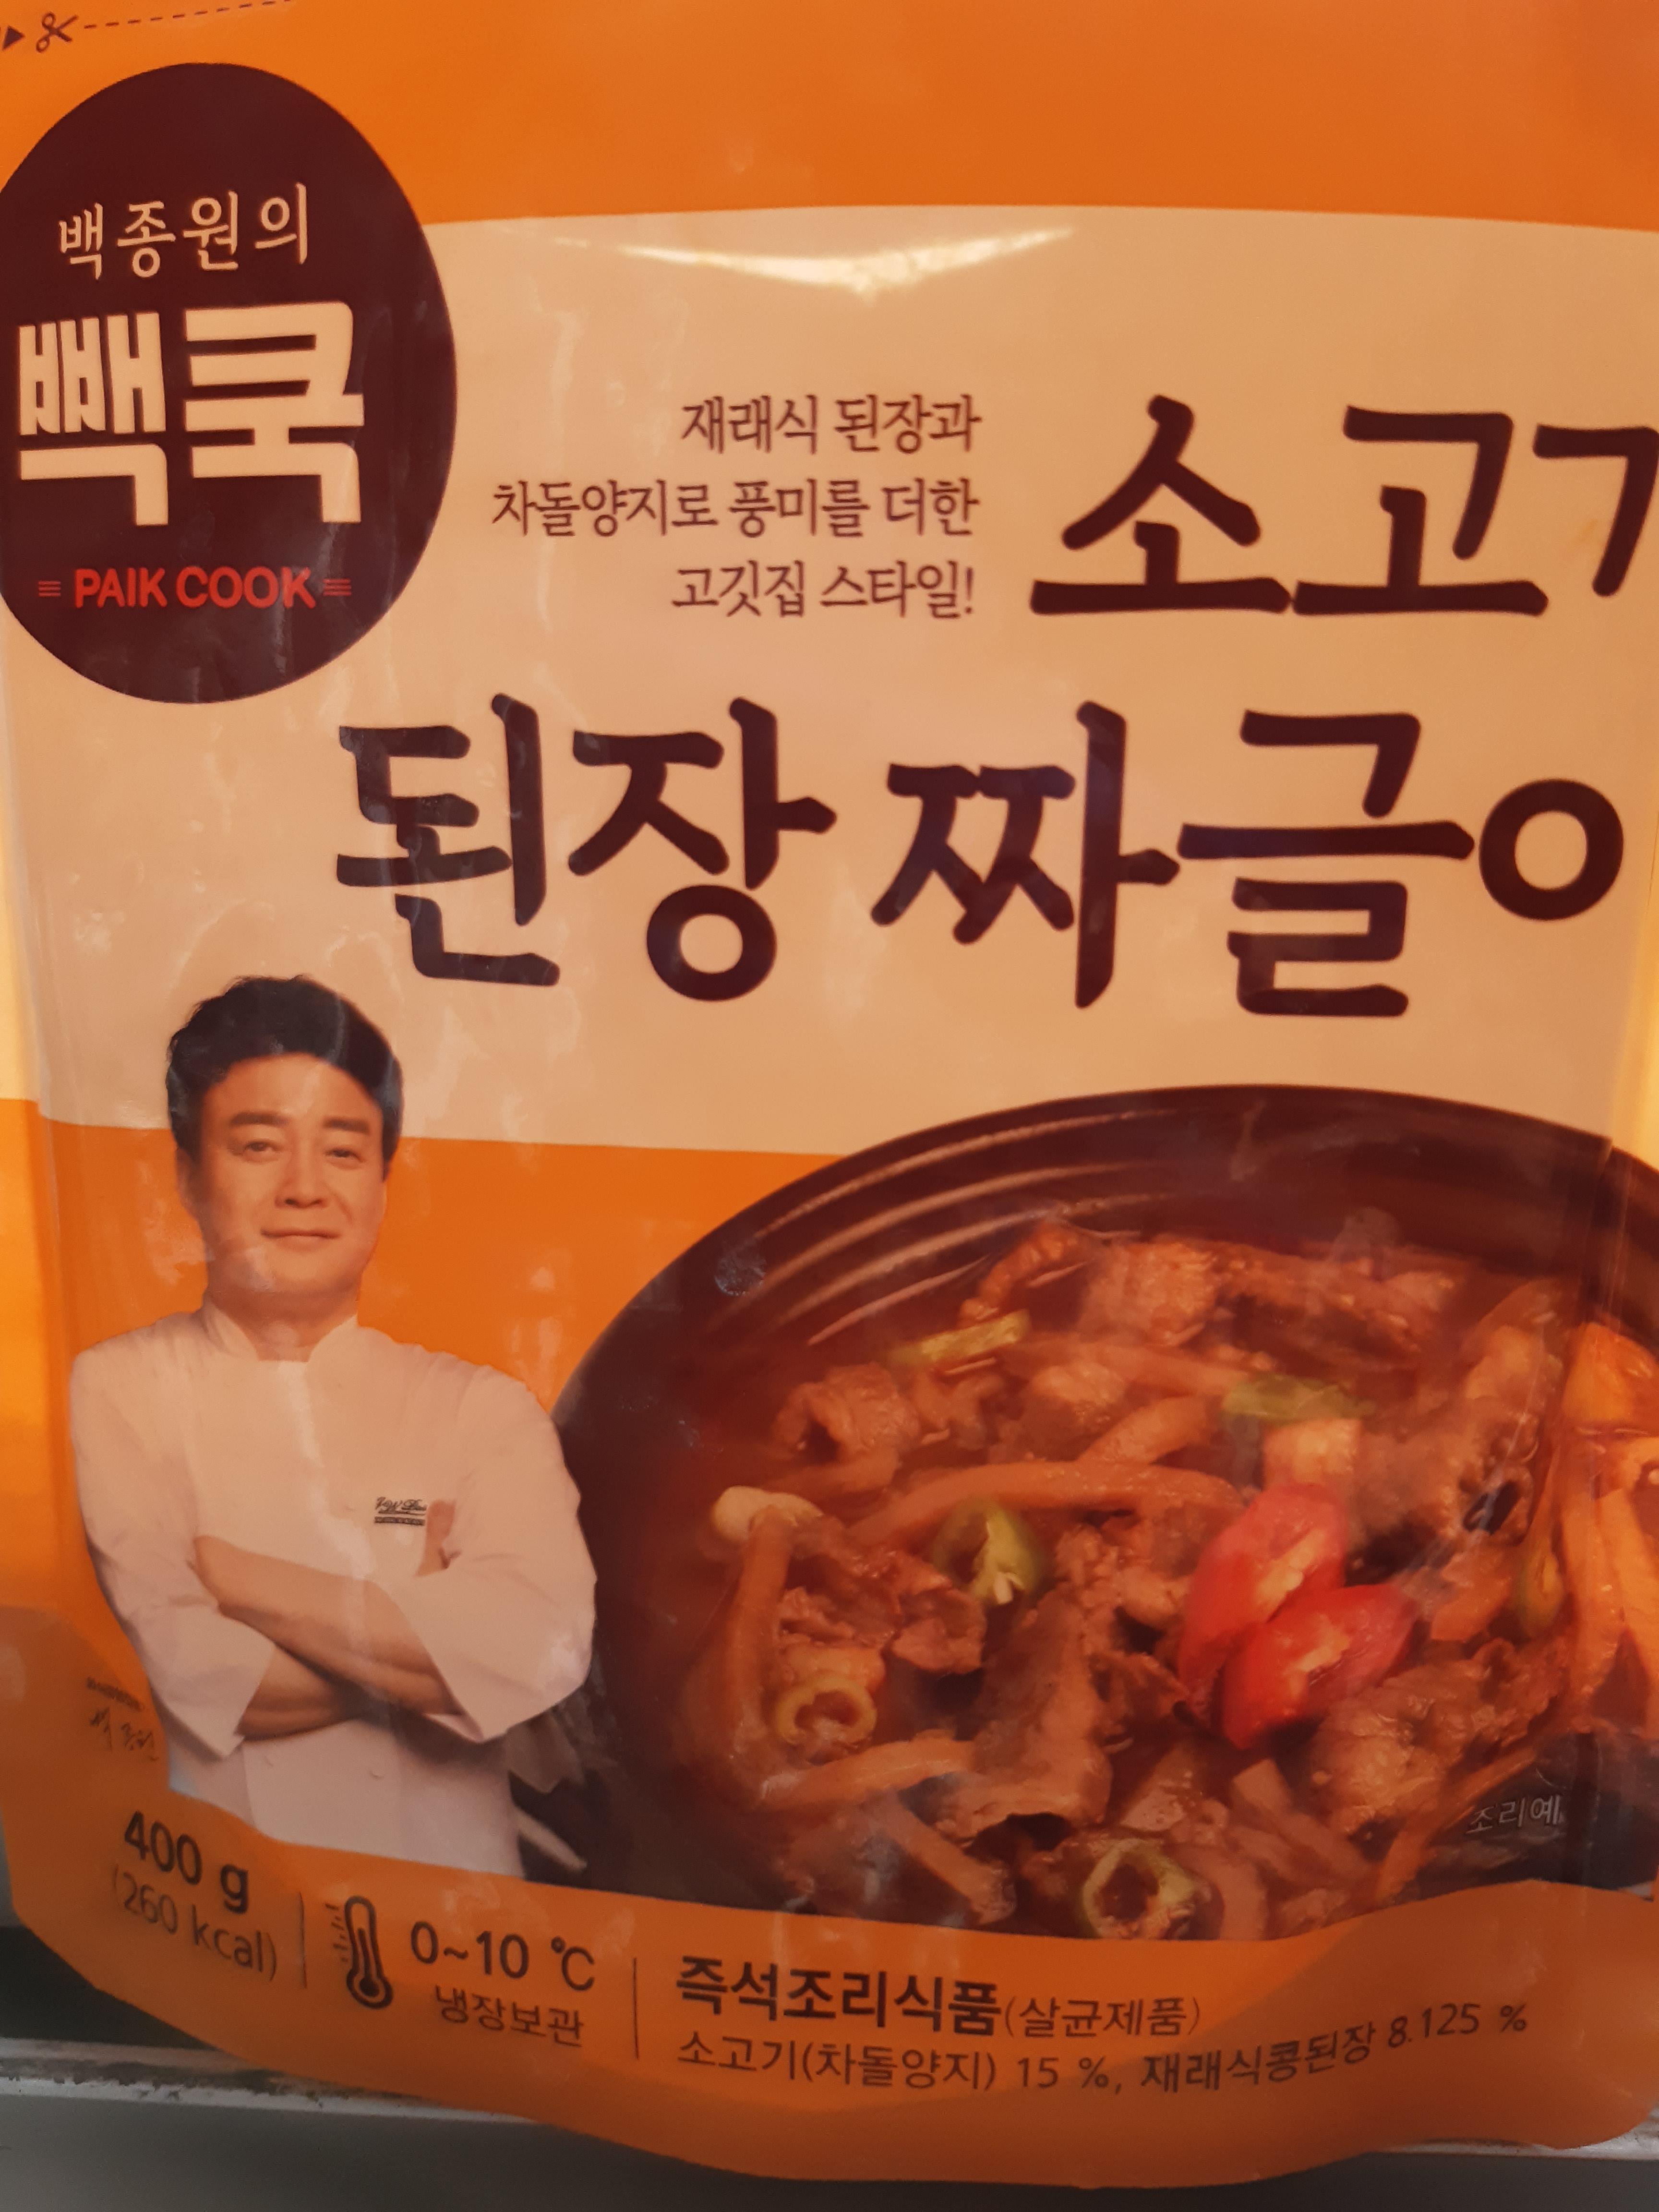 백종원의
빽쿡
PAIK COOK
재래식 된장과
차돌양지로 풍미를 더한
고깃집 스타일!
소고
된장 짜글
백종원
조리예
400 g
(260 kcal)
0~10 ℃
냉장보관
즉석조리식품(살균제품)
소고기(차돌양지) 15 %, 재래식콩된장 8.125 %